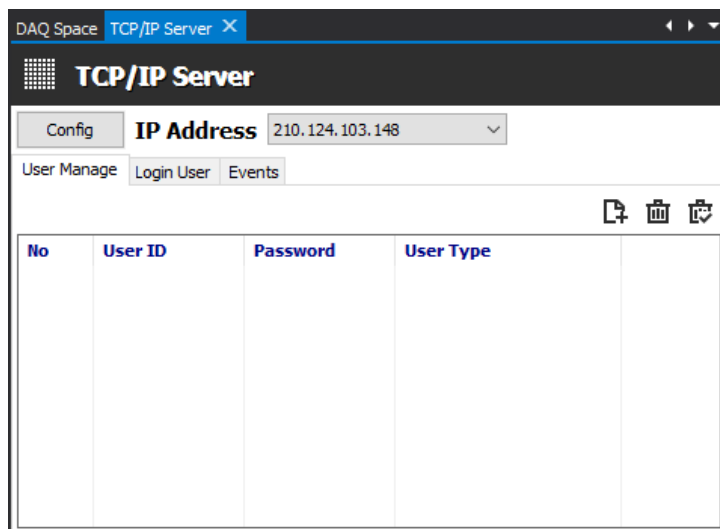 DAQ Space TCP/IP Server
TCP/IP Server
Config IP Address 210.124.103.148
User Manage Login User Events
No User ID Password User Type